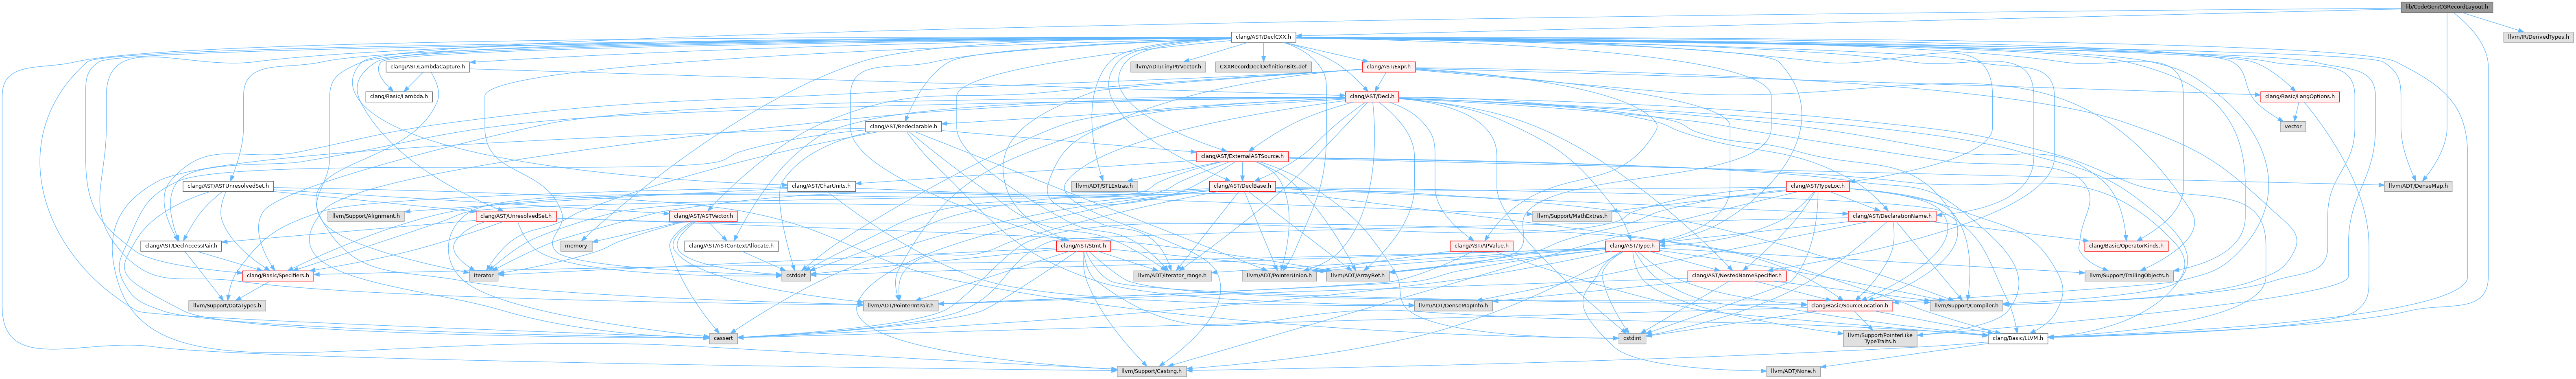 lib/CodeGen/CGRecordLayout.h
clang/AST/DeclCXX.h
llvm/IR/DerivedTypes.h
clang/AST/LambdaCapture.h
llvm/ADT/TinyPtrVector.h
CXXRecordDeclDefinitionBits.def
clang/AST/Expr.h
clang/Basic/Lambda.h
clang/AST/Decl.h
clang/Basic/LangOptions.h
clang/AST/Redeclarable.h
vector
clang/AST/ExternalASTSource.h
clang/AST/ASTUnresolvedSet.h
clang/AST/CharUnits.h
llvm/ADT/STLExtras.h
clang/AST/DeclBase.h
clang/AST/TypeLoc.h
llvm/ADT/DenseMap.h
llvm/Support/Alignment.h
clang/AST/UnresolvedSet.h
clang/AST/ASTVector.h
llvm/Support/MathExtras.h
clang/AST/DeclarationName.h
clang/AST/DeclAccessPair.h
memory
clang/AST/ASTContextAllocate.h
clang/AST/Stmt.h
clang/AST/APValue.h
clang/AST/Type.h
clang/Basic/OperatorKinds.h
clang/Basic/Specifiers.h
iterator
cstddef
llvm/ADT/iterator_range.h
llvm/ADT/PointerUnion.h
llvm/ADT/ArrayRef.h
clang/AST/NestedNameSpecifier.h
llvm/Support/TrailingObjects.h
llvm/Support/DataTypes.h
llvm/ADT/PointerIntPair.h
llvm/ADT/DenseMapInfo.h
clang/Basic/SourceLocation.h
llvm/Support/Compiler.h
cassert
cstdint
llvm/Support/PointerLike
TypeTraits.h
clang/Basic/LLVM.h
llvm/Support/Casting.h
llvm/ADT/None.h